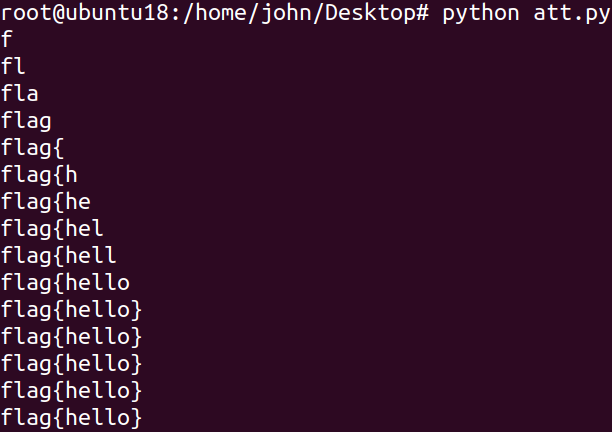 root@ubuntu18:/home/john/Desktop# python att.py
f
fl
fla
flag
flag{
flag{h
flag{he
flag{hel
flag{hell
flag{hello
flag{hello}
flag{hello}
flag{hello}
flag{hello}
flag{hello}